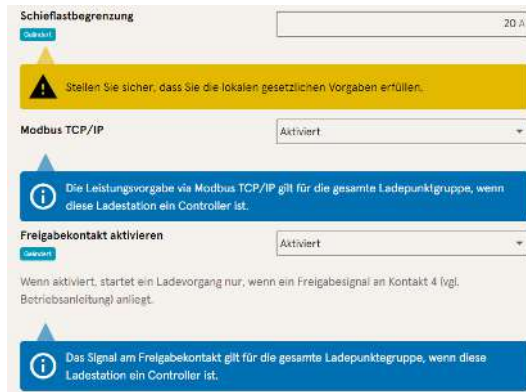 Schieflastbegrenzung
20 A
Geändert
Stellen Sie sicher, dass Sie die lokalen gesetzlichen Vorgaben erfüllen.
Modbus TCP/IP
Aktiviert
Die Leistungsvorgabe via Modbus TCP/IP gilt für die gesamte Ladepunktgruppe, wenn
diese Ladestation ein Controller ist.
Freigabekontakt aktivieren
Aktiviert
Geändert
Wenn aktiviert, startet ein Ladevorgang nur, wenn ein Freigabesignal an Kontakt 4 (vgl.
Betriebsanleitung) anliegt.
Das Signal am Freigabekontakt gilt für die gesamte Ladepunktegruppe, wenn diese
Ladestation ein Controller ist.